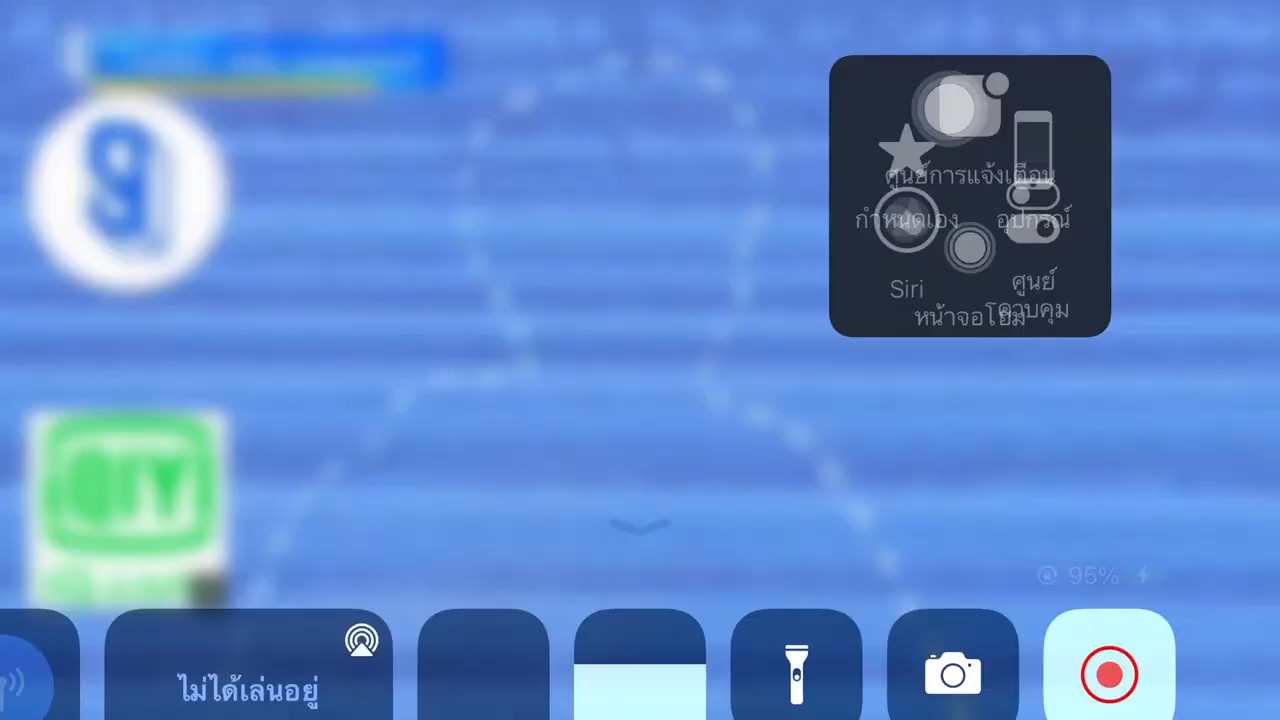 ศูนย์การแจ้งเตือน
กำหนดเอง
อุปกรณ์
Siri
ศูนย์
ควบคุม
หน้าจอโฮม
95%
ไม่ได้เล่นอยู่